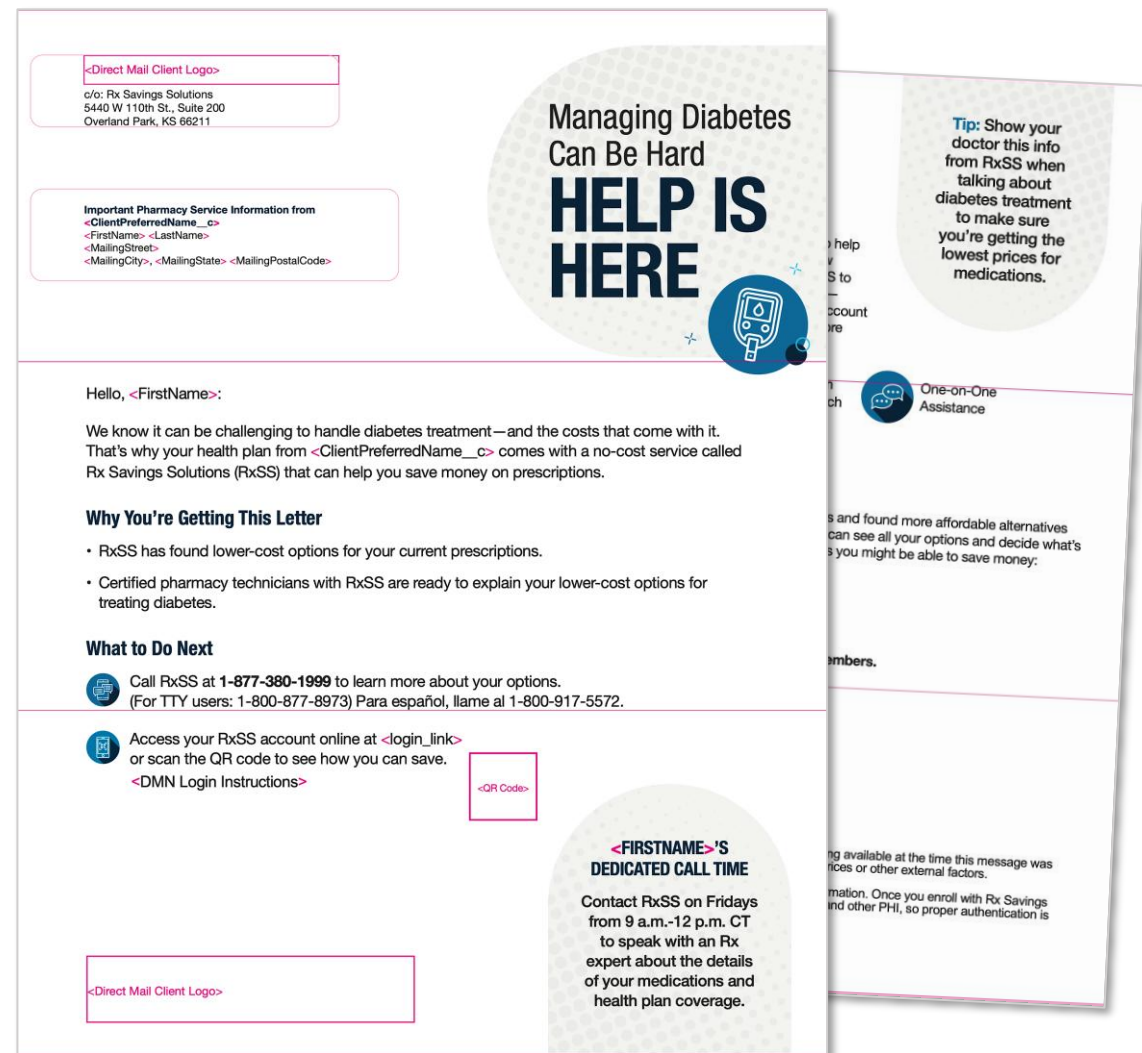 <Direct Mail Client Logo>
c/o: Rx Savings Solutions
5440 W 110th St., Suite 200
Overland Park, KS 66211
Important Pharmacy Service Information from
<ClientPreferredName__c>
<FirstName> <LastName>
<MailingStreet>
<MailingCity>, <MailingState> <MailingPostalCode>
Managing Diabetes
Can Be Hard
HELP IS
HERE
Hello, <FirstName>:
We know it can be challenging to handle diabetes treatment—and the costs that come with it.
That’s why your health plan from <ClientPreferredName__c> comes with a no-cost service called
Rx Savings Solutions (RxSS) that can help you save money on prescriptions.
Why You’re Getting This Letter
• RxSS has found lower-cost options for your current prescriptions.
• Certified pharmacy technicians with RxSS are ready to explain your lower-cost options for
treating diabetes.
What to Do Next
Call RxSS at 1-877-380-1999 to learn more about your options.
(For TTY users: 1-800-877-8973) Para español, llame al 1-800-917-5572.
Access your RxSS account online at <login_link>
or scan the QR code to see how you can save.
<DMN Login Instructions>
<QR Code>
<FIRSTNAME>’S
DEDICATED CALL TIME
Contact RxSS on Fridays
from 9 a.m.-12 p.m. CT
to speak with an Rx
expert about the details
of your medications and
health plan coverage.
<Direct Mail Client Logo>
Tip: Show your
doctor this info
from RxSS when
talking about
diabetes treatment
to make sure
you’re getting the
lowest prices for
medications.
help
S to
—
One-on-One
Assistance
and found more affordable alternatives
can see all your options and decide what’s
you might be able to save money:
available at the time this message was
or other external factors.
Once you enroll with Rx Savings
and other PHI, so proper authentication is